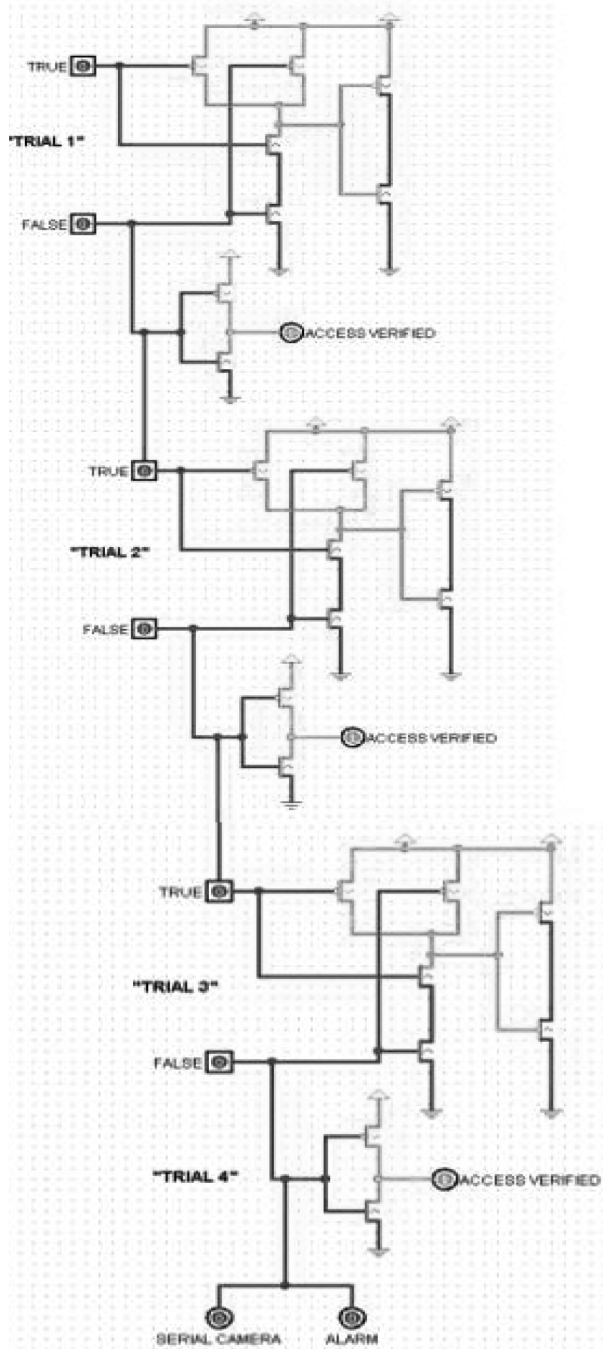 TRUE
"TRIAL 1"
FALSE
ACCESS VERIFIED
TRUE
"TRIAL 2"
FALSE
ACCESS VERIFIED
TRUE
"TRIAL 3"
FALSE
"TRIAL 4"
ACCESS VERIFIED
SERIAL CAMERA
ALARM